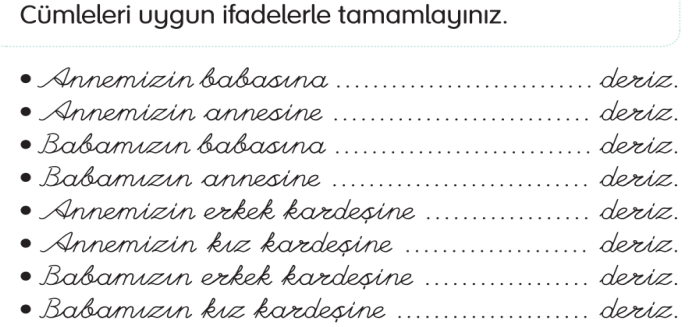 Cümleleri uygun ifadelerle tamamlayınız.
• Annemizin babasına ............................ deriz.
• Annemizin annesine ............................ deriz.
• Babamızın babasına ............................ deriz.
• Babamızın annesine ............................ deriz.
• Annemizin erkek kardeşine .................. deriz.
• Annemizin kız kardeşine .................... deriz.
• Babamızın erkek kardeşine .................. deriz.
• Babamızın kız kardeşine ..................... deriz.